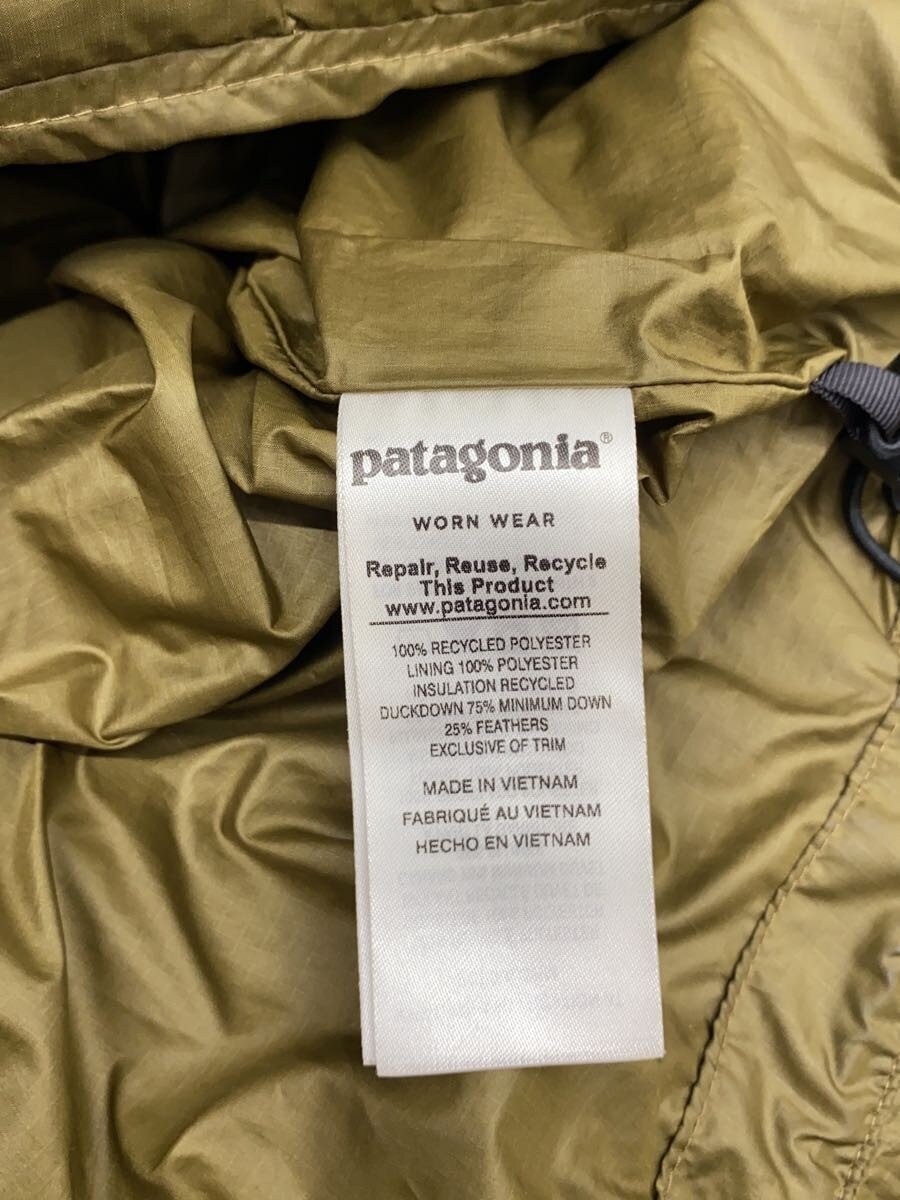 patagonia®
WORN WEAR
Repair, Reuse, Recycle
This Product
www.patagonia.com
100% RECYCLED POLYESTER
LINING 100% POLYESTER
INSULATION RECYCLED
DUCKDOWN 75% MINIMUM DOWN
25% FEATHERS
EXCLUSIVE OF TRIM
MADE IN VIETNAM
FABRIQUÉ AU VIETNAM
HECHO EN VIETNAM